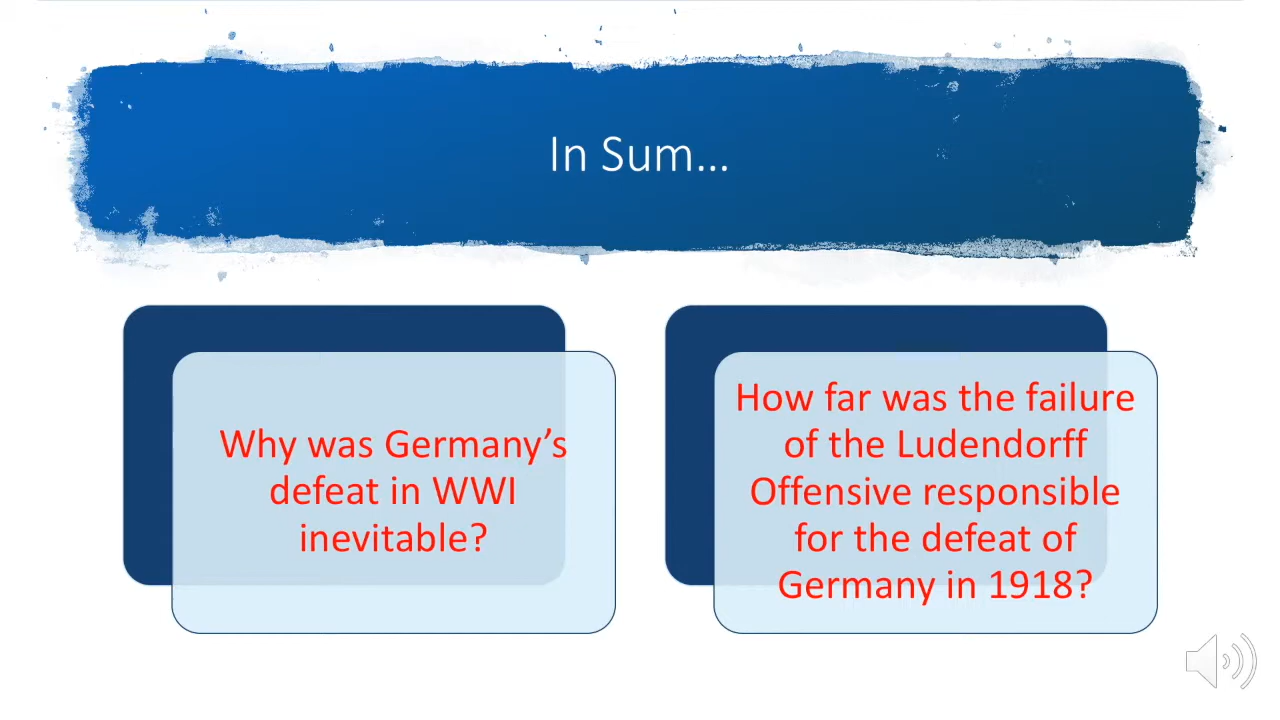 In Sum…
Why was Germany’s
defeat in WWI
inevitable?
How far was the failure
of the Ludendorff
Offensive responsible
for the defeat of
Germany in 1918?